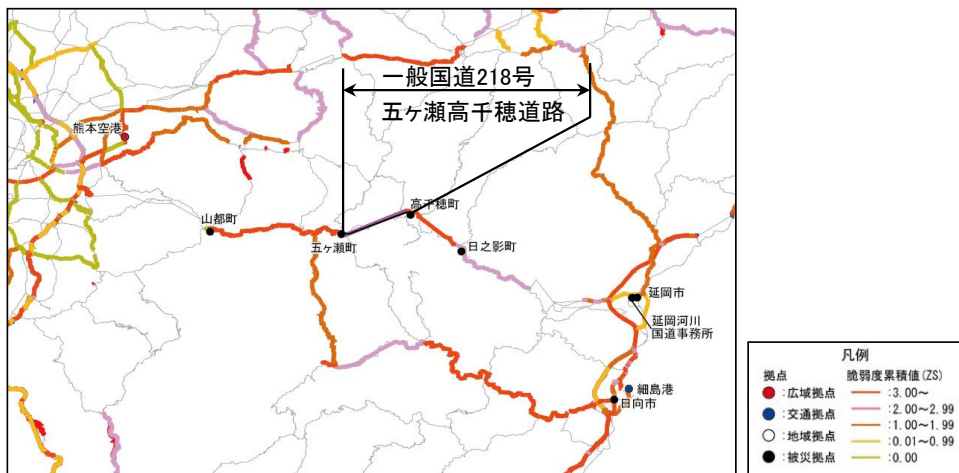 一般国道218号
五ヶ瀬高千穂道路
熊本空港
山都町
五ヶ瀬町
高千穂町
日之影町
延岡市
延岡河川
国道事務所
細島港
日向市
凡例
拠点
脆弱度累積値(ZS)
:広域拠点
:3.00～
:交通拠点
:2.00～2.99
:地域拠点
:1.00～1.99
:被災拠点
:0.01～0.99
:0.00